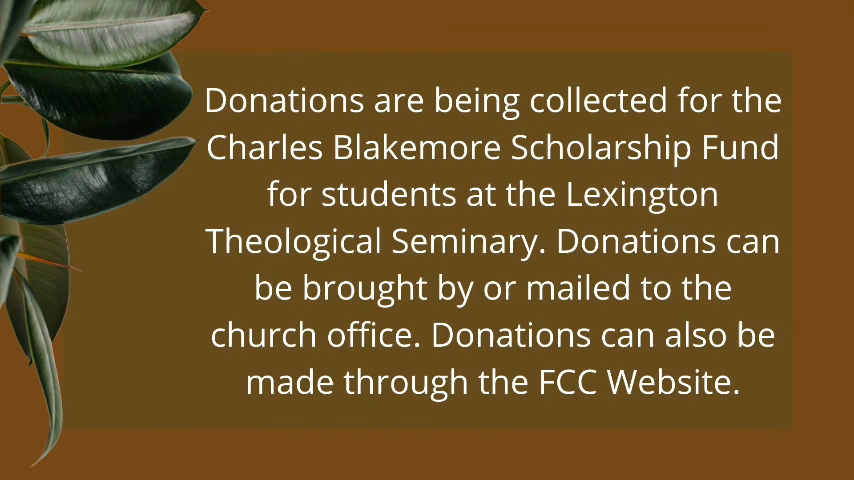 Donations are being collected for the
Charles Blakemore Scholarship Fund
for students at the Lexington
Theological Seminary. Donations can
be brought by or mailed to the
church office. Donations can also be
made through the FCC Website.